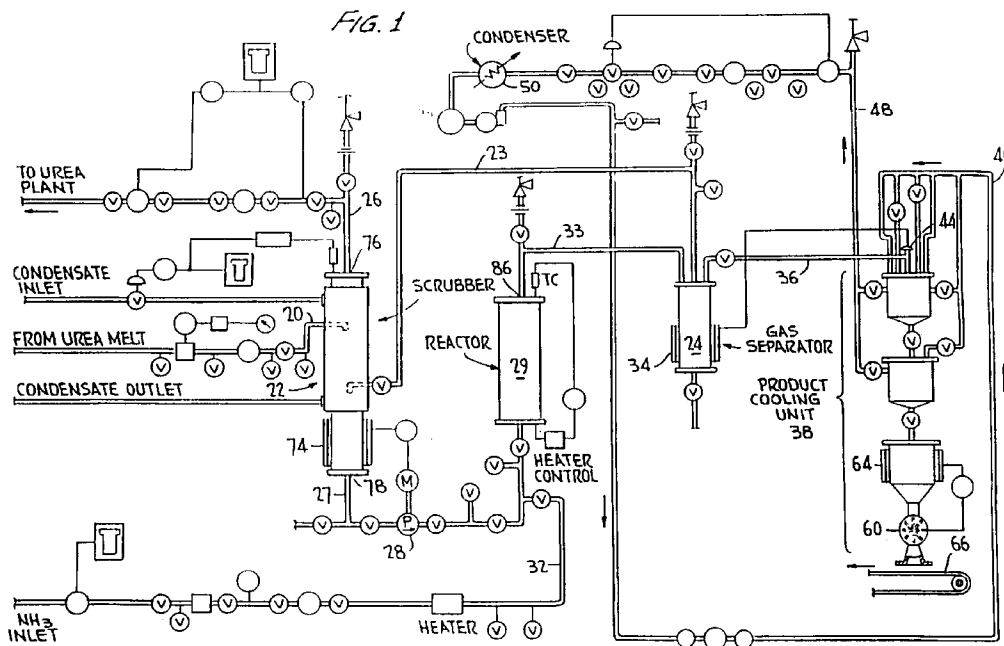 FIG. 1
CONDENSER
50
48
TO UREA
PLANT
26
23
44
76
33
36
CONDENSATE
INLET
SCRUBBER
86
TC
20
FROM UREA MELT
REACTOR
29
24
34
GAS
SEPARATOR
22
CONDENSATE OUTLET
PRODUCT
COOLING
UNIT
38
74
HEATER
CONTROL
64
27
78
M
P
28
60
32
66
NH3
INLET
HEATER
V